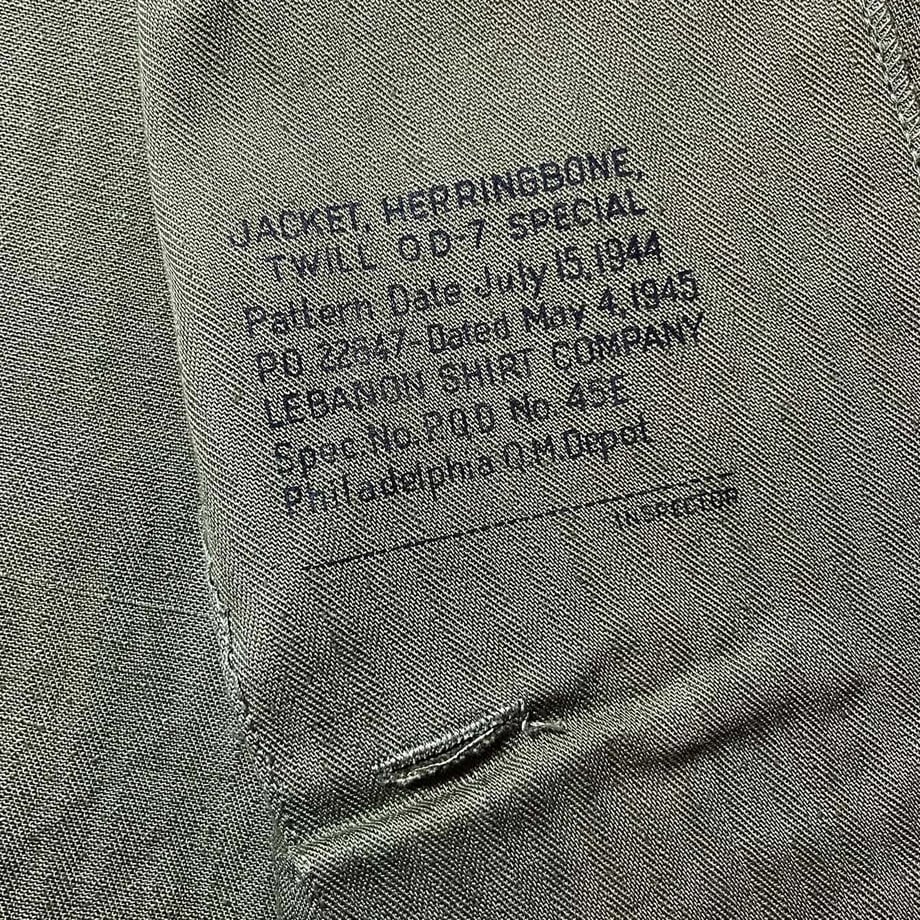 JACKET, HERRINGBONE,
TWILL O.D. 7 SPECIAL
Pattern Date July 15, 1944
P.O. 22847-Dated May 4, 1945
LEBANON SHIRT COMPANY
Spec. No. P.Q.D No. 45E
Philadelphia Q.M. Depot
INSPECTOR